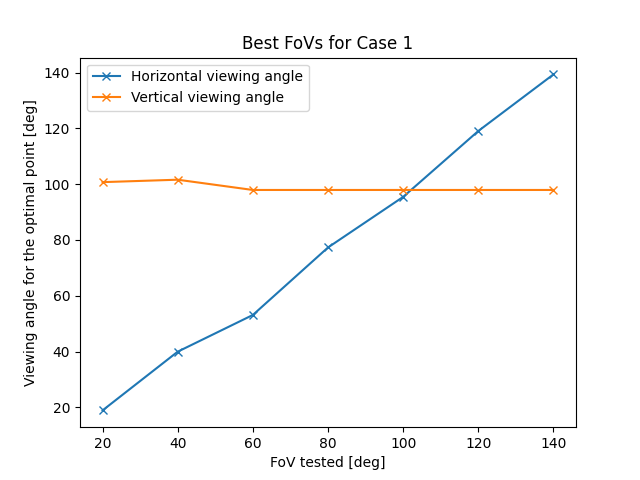 Best FoVs for Case 1
Horizontal viewing angle
Vertical viewing angle
Viewing angle for the optimal point [deg]
140
120
100
80
60
40
20
20 40 60 80 100 120 140
FoV tested [deg]